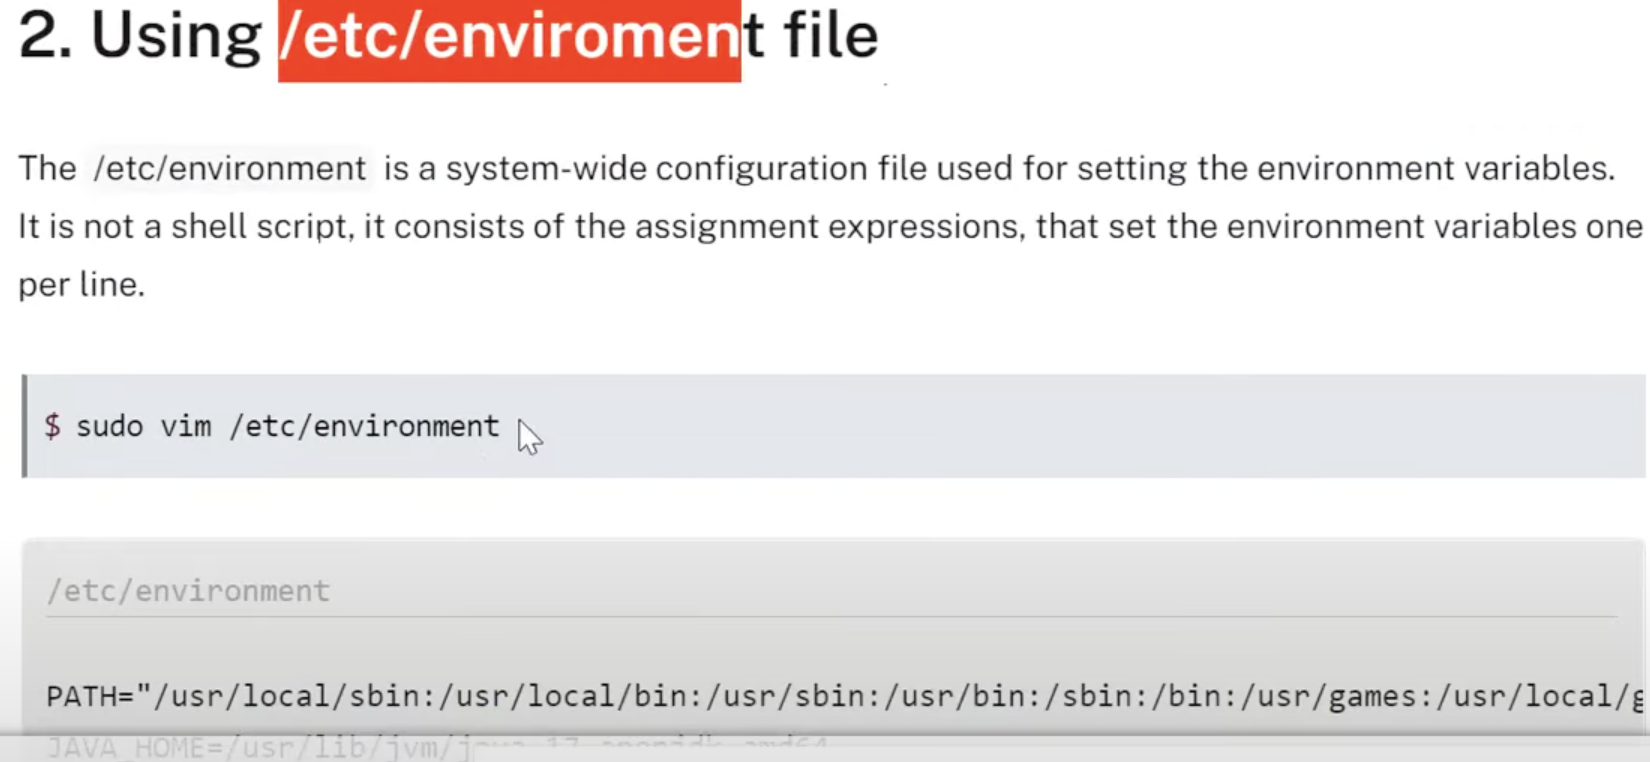 2. Using /etc/enviroment file
The /etc/environment is a system-wide configuration file used for setting the environment variables.
It is not a shell script, it consists of the assignment expressions, that set the environment variables one
per line.
$ sudo vim /etc/environment
/etc/environment
PATH="/usr/local/sbin:/usr/local/bin:/usr/sbin:/usr/bin:/sbin:/bin:/usr/games:/usr/local/g
JAVA_HOME=/usr/lib/jvm/